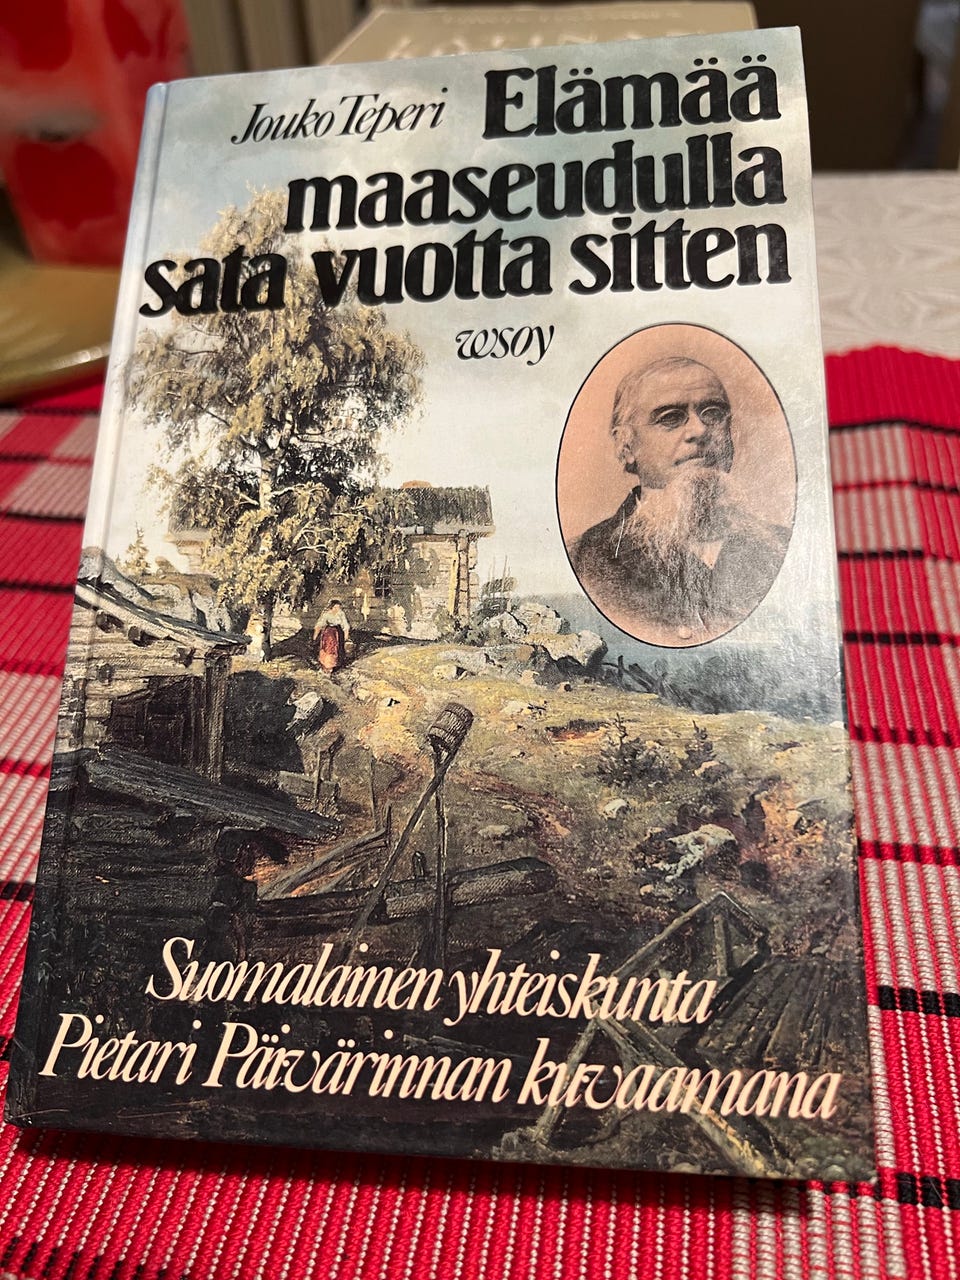 Jouko Teperi Elämää
maaseudulla
sata vuotta sitten
wsoy
Suomalainen yhteiskunta
Pietari Päivärinnan kuvaamana